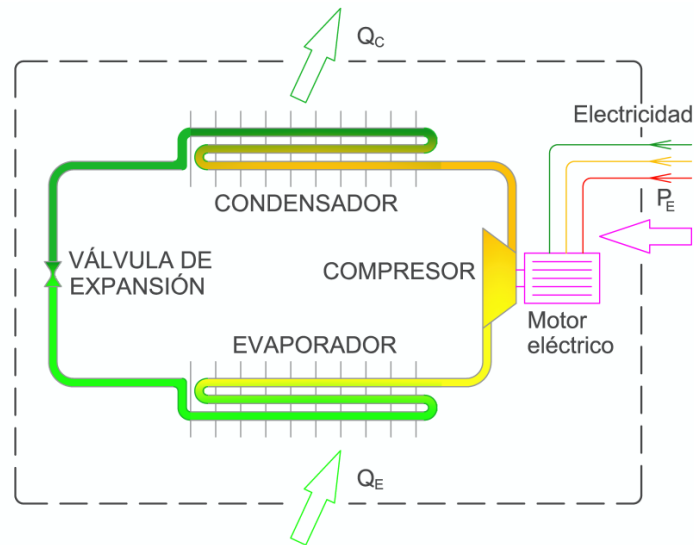 QC
Electricidad
PE
CONDENSADOR
VÁLVULA DE
EXPANSIÓN
COMPRESOR
Motor
eléctrico
EVAPORADOR
QE